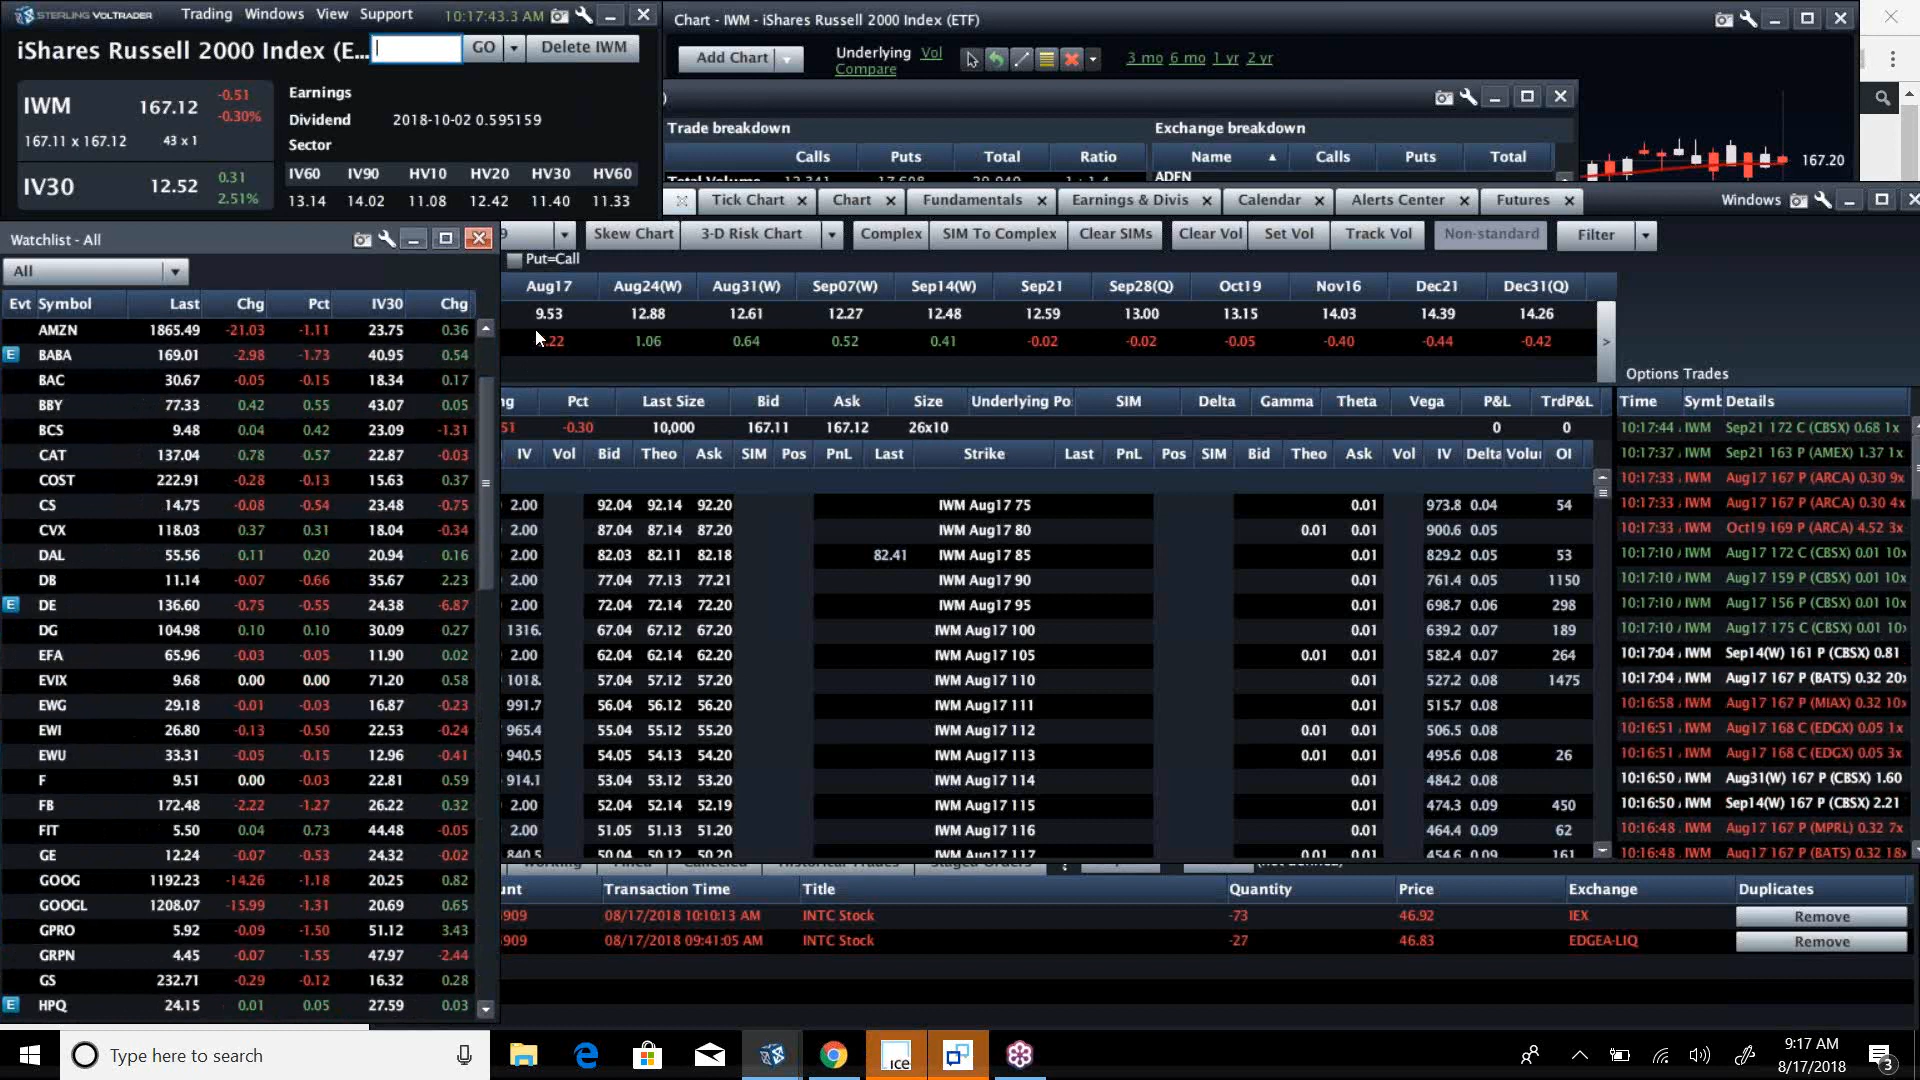 STERLING VOLTRADER Trading Windows View Support 10:17:43.3 AM
iShares Russell 2000 Index (E... GO Delete IWM
IWM 167.12 -0.51
-0.30%
167.11 x 167.12 43 x 1
IV30 12.52 0.31
2.51%
Earnings
Dividend 2018-10-02 0.595159
Sector
IV60 IV90 HV10 HV20 HV30 HV60
13.14 14.02 11.08 12.42 11.40 11.33
Chart - IWM - iShares Russell 2000 Index (ETF)
Add Chart Underlying Vol
Compare
3 mo 6 mo 1 yr 2 yr
Trade breakdown Exchange breakdown
Calls Puts Total Ratio Name Calls Puts Total
167.20
Tick Chart Chart Fundamentals Earnings & Divis Calendar Alerts Center Futures Windows
Skew Chart 3-D Risk Chart Complex SIM To Complex Clear SIMs Clear Vol Set Vol Track Vol Non-standard Filter
Put=Call
Aug17 Aug24(W) Aug31(W) Sep07(W) Sep14(W) Sep21 Sep28(Q) Oct19 Nov16 Dec21 Dec31(Q)
9.53 12.88 12.61 12.27 12.48 12.59 13.00 13.15 14.03 14.39 14.26
.22 1.06 0.64 0.52 0.41 -0.02 -0.02 -0.05 -0.40 -0.44 -0.42
ng Pct Last Size Bid Ask Size Underlying Po: SIM Delta Gamma Theta Vega P&L TrdP&L
51 -0.30 10,000 167.11 167.12 26x10 0 0
IV Vol Bid Theo Ask SIM Pos PnL Last Strike Last PnL Pos SIM Bid Theo Ask Vol IV Delta Volu OI
2.00 92.04 92.14 92.20 IWM Aug17 75 0.01 973.8 0.04 54
2.00 87.04 87.14 87.20 IWM Aug17 80 0.01 0.01 900.6 0.05
2.00 82.03 82.11 82.18 82.41 IWM Aug17 85 0.01 829.2 0.05 53
2.00 77.04 77.13 77.21 IWM Aug17 90 0.01 761.4 0.05 1150
2.00 72.04 72.14 72.20 IWM Aug17 95 0.01 698.7 0.06 298
1316. 67.04 67.12 67.20 IWM Aug17 100 0.01 639.2 0.07 189
2.00 62.04 62.14 62.20 IWM Aug17 105 0.01 0.01 582.4 0.07 264
1018. 57.04 57.12 57.20 IWM Aug17 110 0.01 527.2 0.08 1475
991.7 56.04 56.12 56.20 IWM Aug17 111 0.01 515.7 0.08
965.4 55.04 55.12 55.20 IWM Aug17 112 0.01 0.01 506.5 0.08
940.5 54.05 54.13 54.20 IWM Aug17 113 0.01 0.01 495.6 0.08 26
914.1 53.04 53.12 53.20 IWM Aug17 114 0.01 484.2 0.08
2.00 52.04 52.14 52.19 IWM Aug17 115 0.01 474.3 0.09 450
2.00 51.05 51.13 51.20 IWM Aug17 116 0.01 464.4 0.09 62
840.5 50.04 50.12 50.20 IWM Aug17 117 0.01 0.01 454.6 0.09 161
Options Trades
Time Symb Details
10:17:44 IWM Sep21 172 C (CBSX) 0.68 1x
10:17:37 IWM Sep21 163 P (AMEX) 1.37 1x
10:17:33 IWM Aug17 167 P (ARCA) 0.30 9x
10:17:33 IWM Aug17 167 P (ARCA) 0.30 4x
10:17:33 IWM Oct19 169 P (ARCA) 4.52 3x
10:17:10 IWM Aug17 172 C (CBSX) 0.01 10x
10:17:10 IWM Aug17 159 P (CBSX) 0.01 10x
10:17:10 IWM Aug17 156 P (CBSX) 0.01 10x
10:17:10 IWM Aug17 175 C (CBSX) 0.01 10x
10:17:04 IWM Sep14(W) 161 P (CBSX) 0.81
10:17:04 IWM Aug17 167 P (BATS) 0.32 20x
10:16:58 IWM Aug17 167 P (MIAX) 0.32 10x
10:16:51 IWM Aug17 168 C (EDGX) 0.05 1x
10:16:51 IWM Aug17 168 C (EDGX) 0.05 3x
10:16:50 IWM Aug31(W) 167 P (CBSX) 1.60
10:16:50 IWM Sep14(W) 167 P (CBSX) 2.21
10:16:48 IWM Aug17 167 P (MPRL) 0.32 7x
10:16:48 IWM Aug17 167 P (BATS) 0.32 18x
Watchlist - All
All
Evt Symbol Last Chg Pct IV30 Chg
AMZN 1865.49 -21.03 -1.11 23.75 0.36
E BABA 169.01 -2.98 -1.73 40.95 0.54
BAC 30.67 -0.05 -0.15 18.34 0.17
BBY 77.33 0.42 0.55 43.07 0.05
BCS 9.48 0.04 0.42 23.09 -1.31
CAT 137.04 0.78 0.57 22.87 -0.03
COST 222.91 -0.28 -0.13 15.63 0.37
CS 14.75 -0.08 -0.54 23.48 -0.75
CVX 118.03 0.37 0.31 18.04 -0.34
DAL 55.56 0.11 0.20 20.94 0.16
DB 11.14 -0.07 -0.66 35.67 2.23
E DE 136.60 -0.75 -0.55 24.38 -6.87
DG 104.98 0.10 0.10 30.09 0.27
EFA 65.96 -0.03 -0.05 11.90 0.02
EVIX 9.68 0.00 0.00 71.20 0.58
EWG 29.18 -0.01 -0.03 16.87 -0.23
EWI 26.80 -0.13 -0.50 22.53 -0.24
EWU 33.31 -0.05 -0.15 12.96 -0.41
F 9.51 0.00 -0.03 22.81 0.59
FB 172.48 -2.22 -1.27 26.22 0.32
FIT 5.50 0.04 0.73 44.48 -0.05
GE 12.24 -0.07 -0.53 24.32 -0.02
GOOG 1192.23 -14.26 -1.18 20.25 0.82
GOOGL 1208.07 -15.99 -1.31 20.69 0.65
GPRO 5.92 -0.09 -1.50 51.12 3.43
GRPN 4.45 -0.07 -1.55 47.97 -2.44
GS 232.71 -0.29 -0.12 16.32 0.28
E HPQ 24.15 0.01 0.05 27.59 0.03
unt Transaction Time Title Quantity Price Exchange Duplicates
909 08/17/2018 10:10:13 AM INTC Stock -73 46.92 IEX Remove
909 08/17/2018 09:41:05 AM INTC Stock -27 46.83 EDGEA-LIQ Remove
Type here to search
ice
9:17 AM
8/17/2018
3